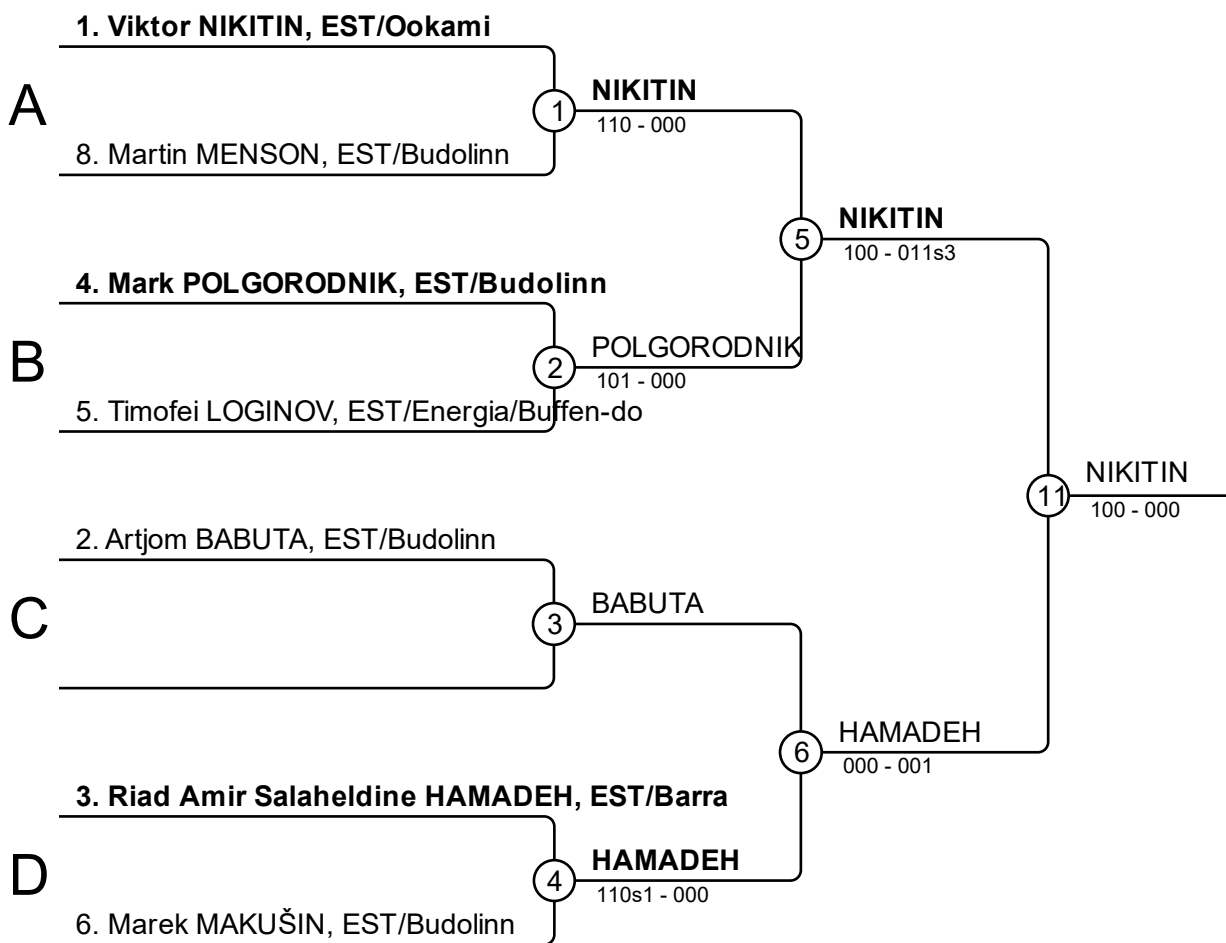 1. Viktor NIKITIN, EST/Ookami
A
1
NIKITIN
110 - 000
8. Martin MENSON, EST/Budolinn
5
NIKITIN
100 - 011s3
4. Mark POLGORODNIK, EST/Budolinn
B
2
POLGORODNIK
101 - 000
5. Timofei LOGINOV, EST/Energia/Buffen-do
11
NIKITIN
100 - 000
2. Artjom BABUTA, EST/Budolinn
C
3
BABUTA
6
HAMADEH
000 - 001
3. Riad Amir Salaheldine HAMADEH, EST/Barra
D
4
HAMADEH
110s1 - 000
6. Marek MAKUŠIN, EST/Budolinn